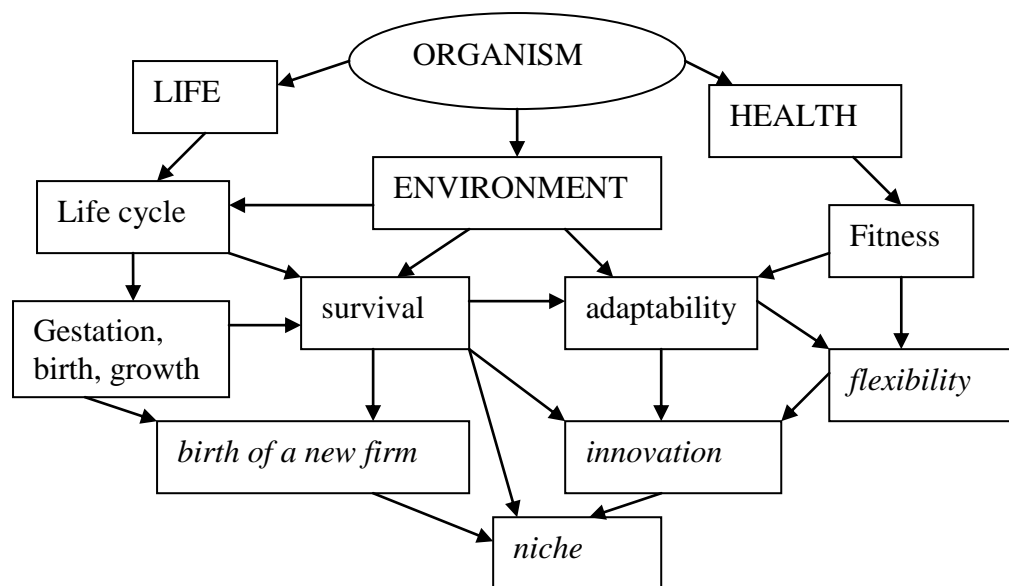 ORGANISM
LIFE
HEALTH
ENVIRONMENT
Life cycle
Fitness
survival
adaptability
Gestation,
birth, growth
flexibility
birth of a new firm
innovation
niche